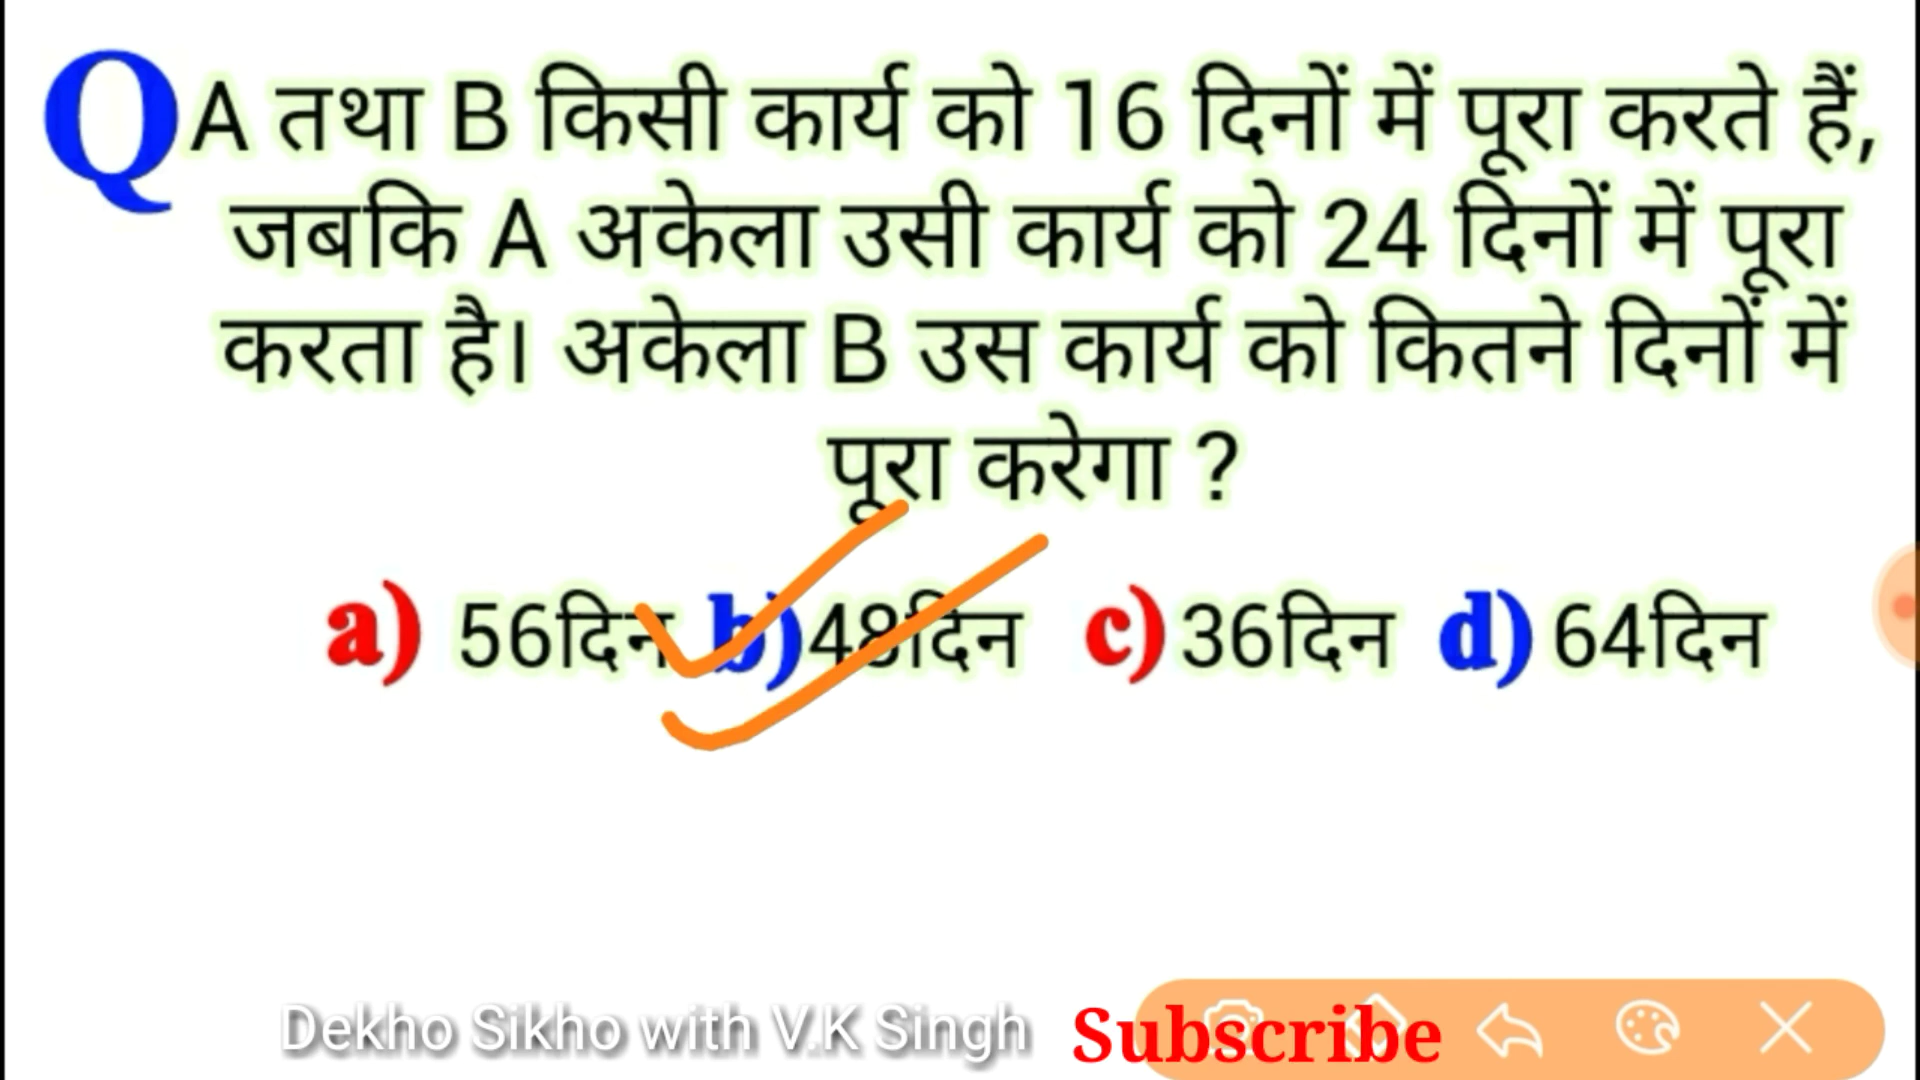 Q A तथा B किसी कार्य को 16 दिनों में पूरा करते हैं,
जबकि A अकेला उसी कार्य को 24 दिनों में पूरा
करता है। अकेला B उस कार्य को कितने दिनों में
पूरा करेगा ?
a) 56दिन b) 48दिन c) 36दिन d) 64दिन
Dekho Sikho with V.K Singh Subscribe